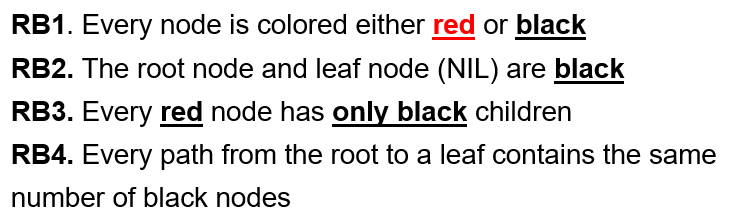 RB1. Every node is colored either red or black
RB2. The root node and leaf node (NIL) are black
RB3. Every red node has only black children
RB4. Every path from the root to a leaf contains the same
number of black nodes